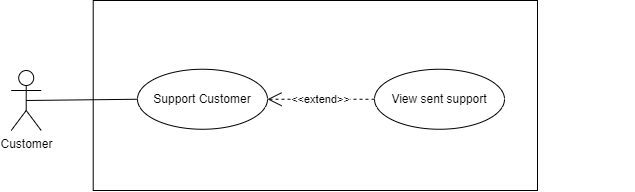 Support Customer
<<extend>>
View sent support
Customer